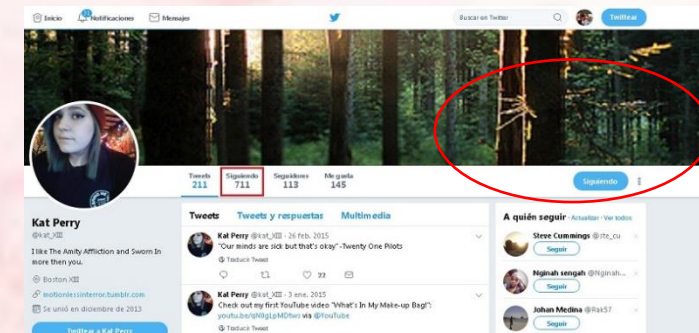 Inicio 21 Notificaciones Mensajes Buscar en Twitter Twittear
Tweets Siguiendo Seguidores Me gusta
211 711 113 145
Siguiendo
Kat Perry
@kat_XIII
I like The Amity Affliction and Sworn In
more then you.
Boston XIII
motionlessinterror.tumblr.com
Se unió en diciembre de 2013
Twittear a Kat Perry
Tweets Tweets y respuestas Multimedia
Kat Perry @kat_XIII · 26 feb. 2015
"Our minds are sick but that's okay" -Twenty One Pilots
Traducir Tweet
22
Kat Perry @kat_XIII · 3 ene. 2015
Check out my first YouTube video "What's In My Make-up Bag!":
via @YouTube
Traducir Tweet
A quién seguir · Actualizar · Ver todos
Steve Cummings @ste_cu
Seguir
Nginah sengah @Nginah...
Seguir
Johan Medina @Rak57
Seguir